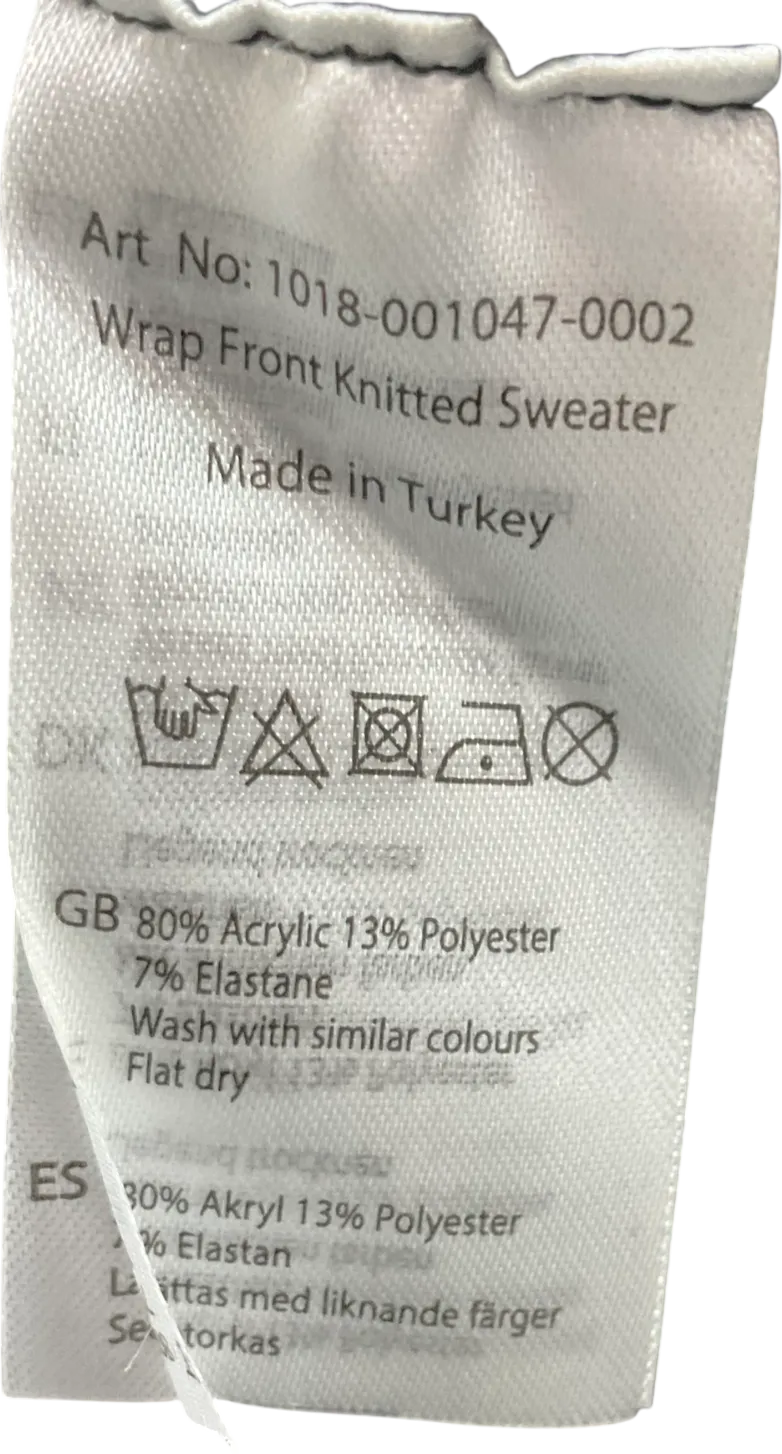 Art No: 1018-001047-0002
Wrap Front Knitted Sweater
Made in Turkey
DK
GB 80% Acrylic 13% Polyester
7% Elastane
Wash with similar colours
Flat dry
ES 80% Akryl 13% Polyester
% Elastan
med liknande färger